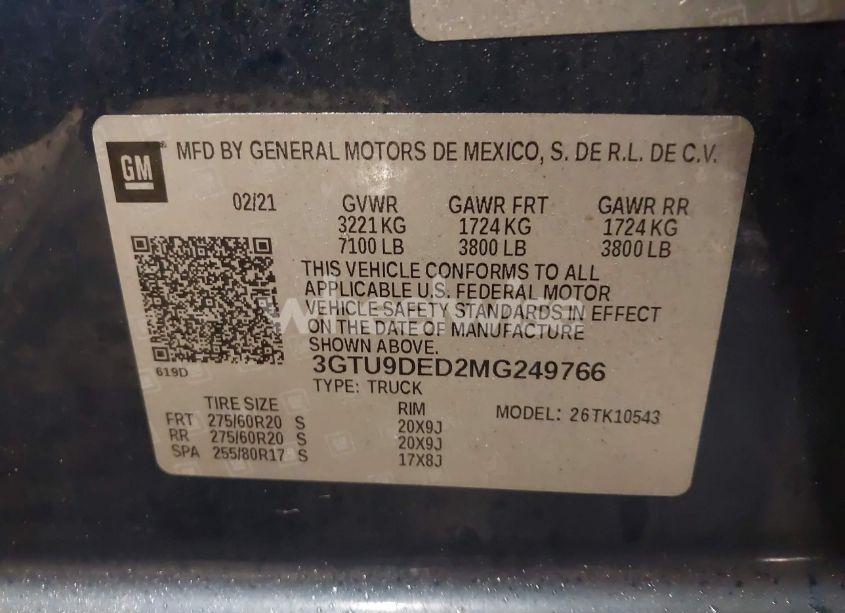 GM MFD BY GENERAL MOTORS DE MEXICO, S. DE R.L. DE C.V.
02/21 GVWR GAWR FRT GAWR RR
3221 KG 1724 KG 1724 KG
7100 LB 3800 LB 3800 LB
THIS VEHICLE CONFORMS TO ALL
APPLICABLE U.S. FEDERAL MOTOR
VEHICLE SAFETY STANDARDS IN EFFECT
ON THE DATE OF MANUFACTURE
SHOWN ABOVE.
619D 3GTU9DED2MG249766
TYPE: TRUCK
TIRE SIZE RIM MODEL: 26TK10543
FRT 275/60R20 S 20X9J
RR 275/60R20 S 20X9J
SPA 255/80R17 S 17X8J